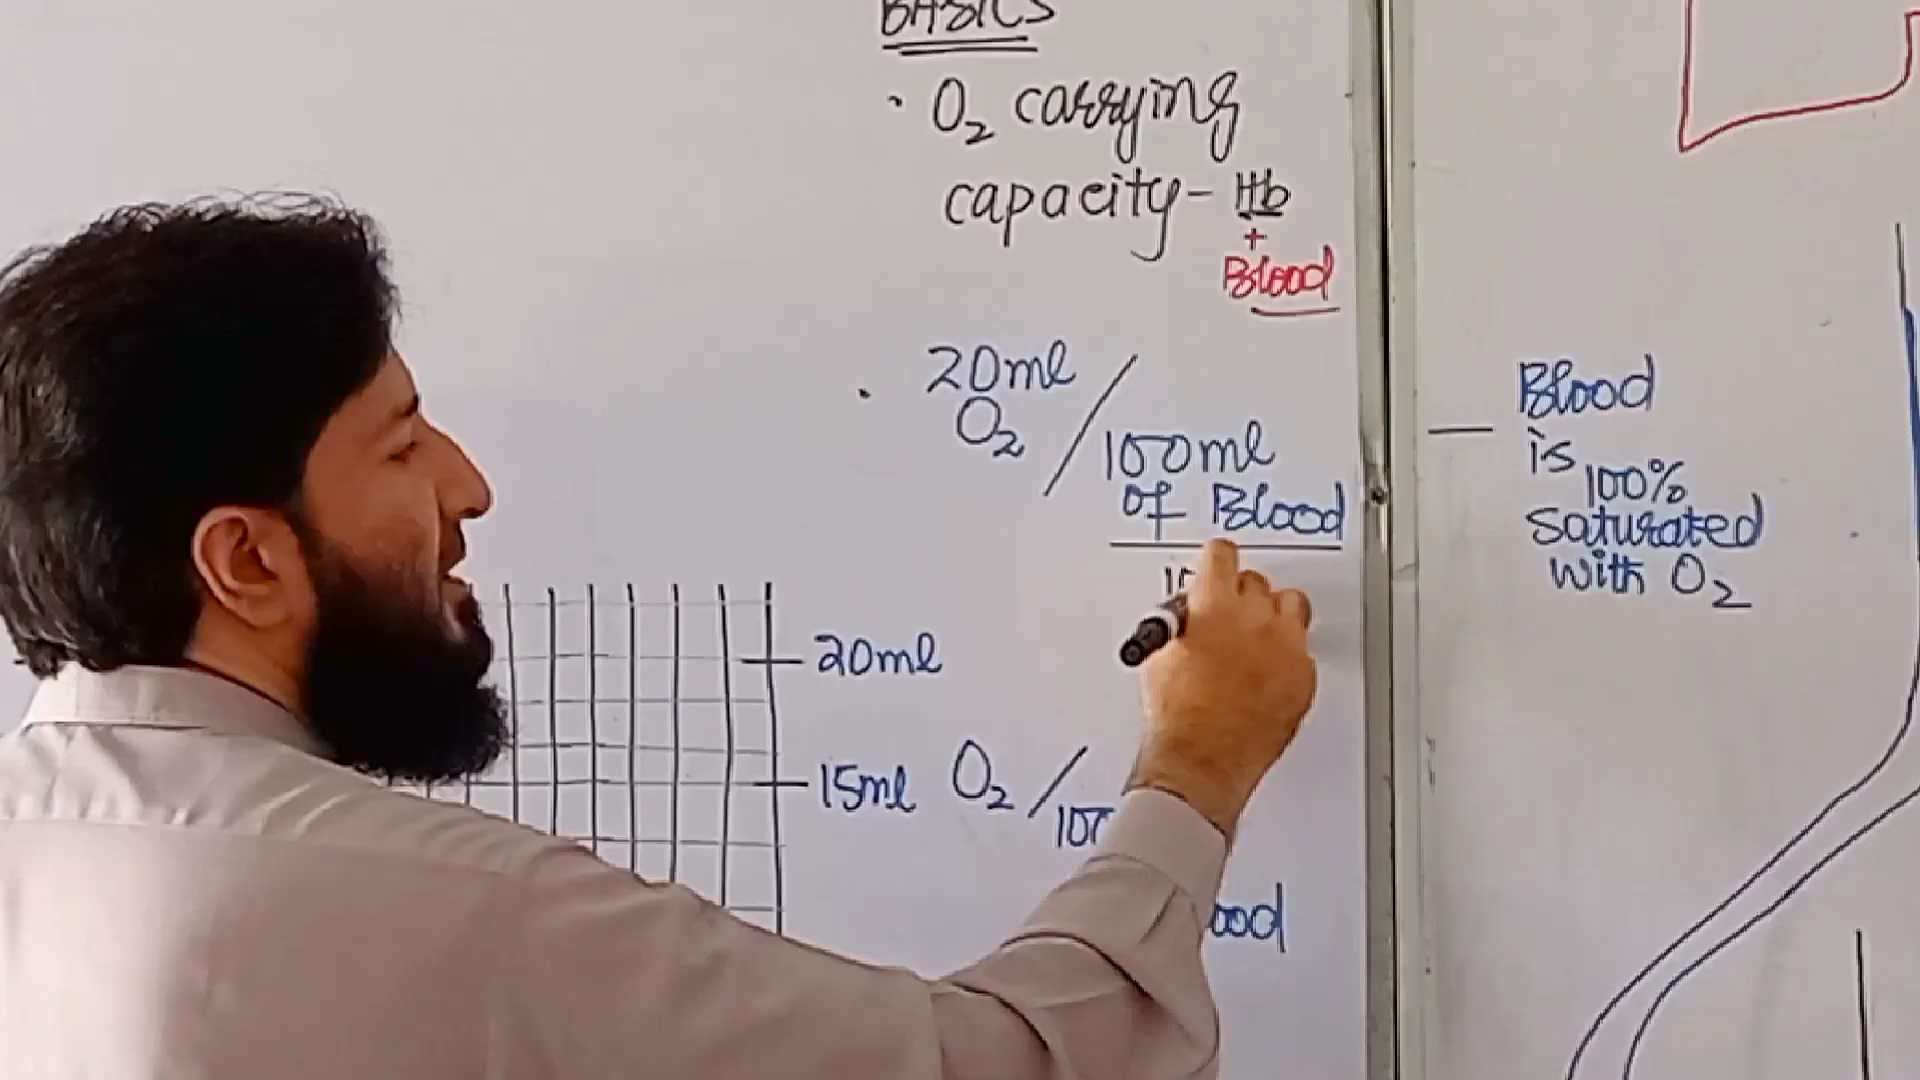 BASICS
· O2 carrying
capacity - Hb
+
Blood
· 20ml
O2 / 100ml
of Blood
20ml
15ml O2 /
Blood
is
100%
saturated
with O2